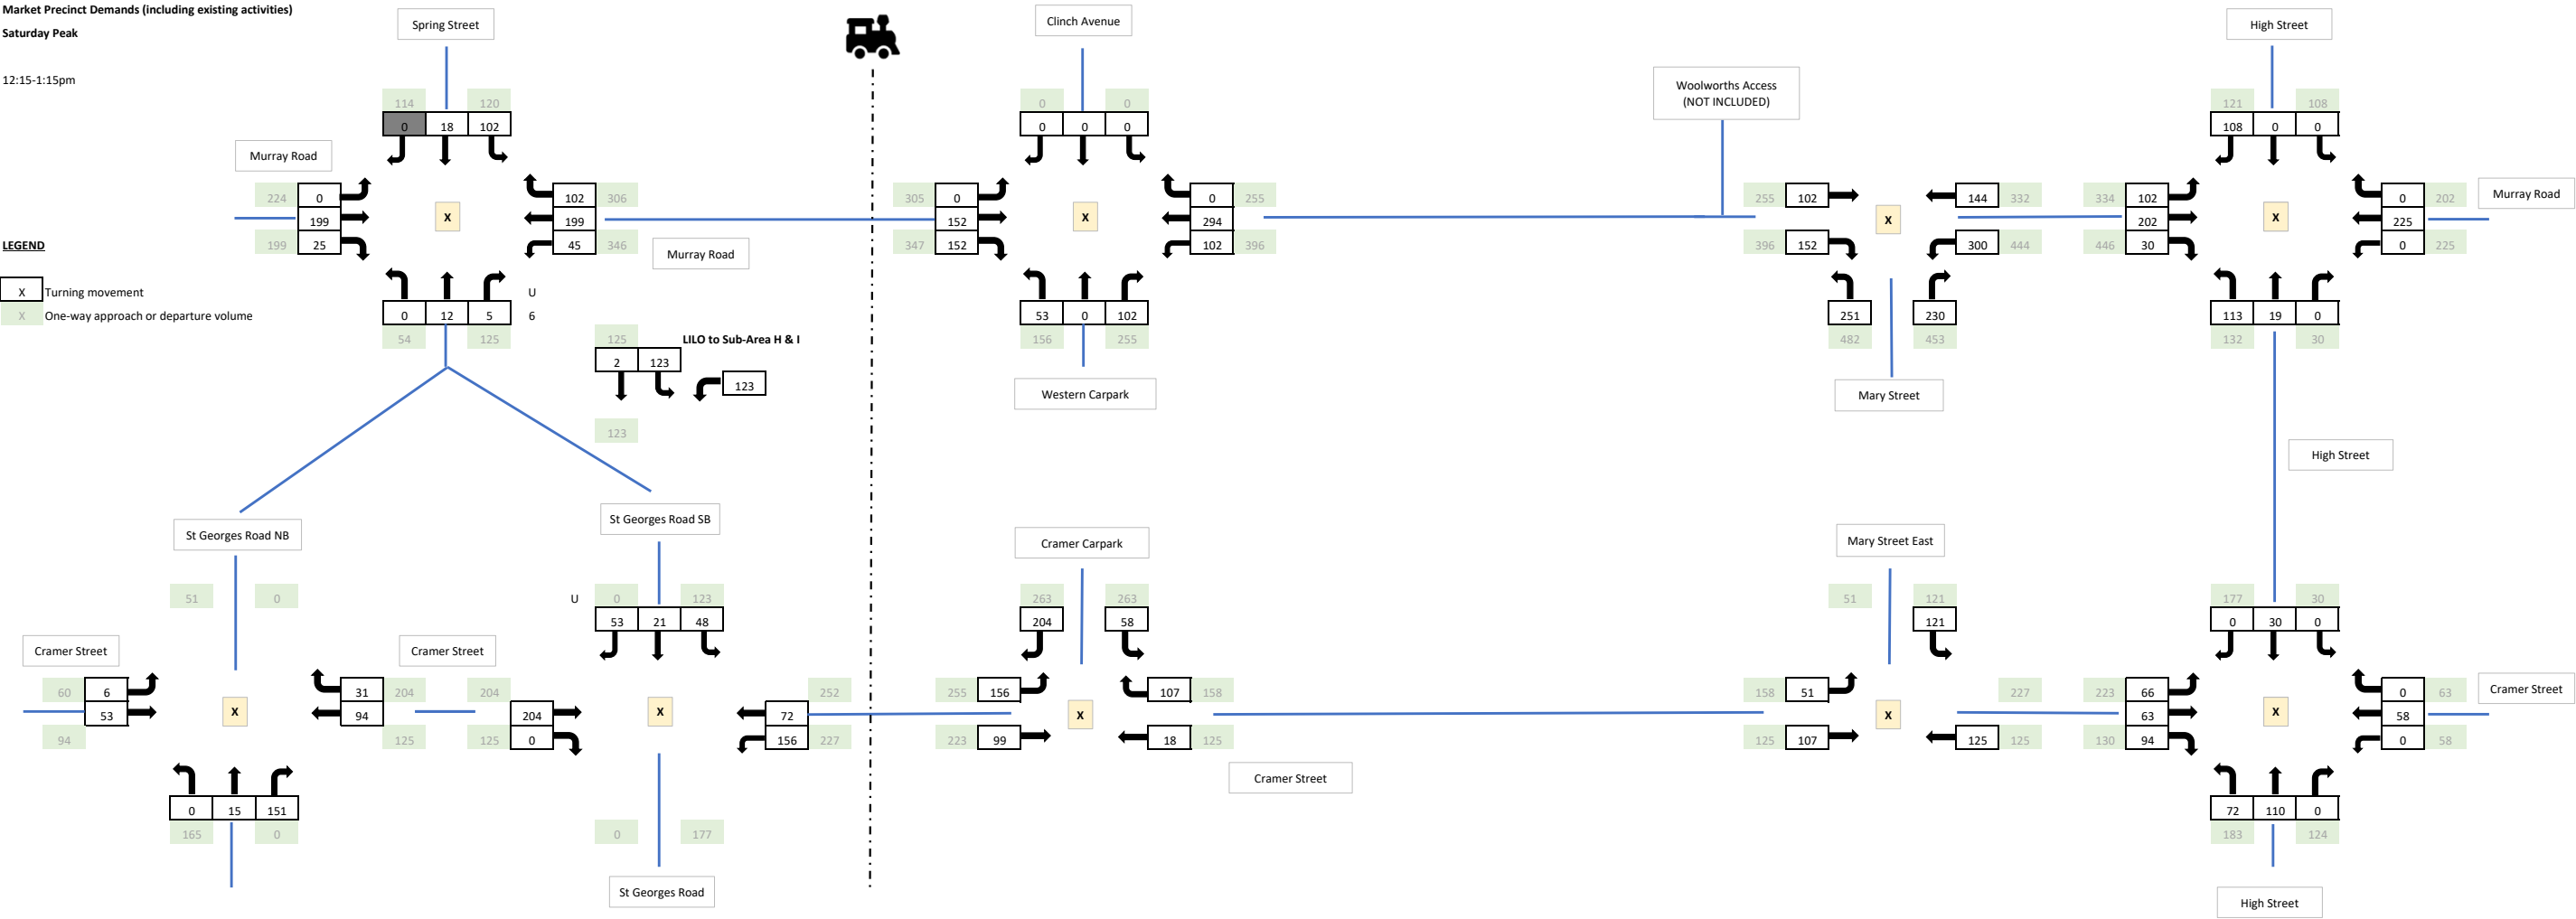 Market Precinct Demands (including existing activities)
Saturday Peak
12:15-1:15pm
LEGEND
X Turning movement
X One-way approach or departure volume
Spring Street
114 120
0 18 102
Murray Road
224 0
199
199 25
X
102 306
199
45 346
Murray Road
0 12 5 U
6
54 125
125 LILO to Sub-Area H & I
2 123
123
123
Clinch Avenue
0 0
0 0 0
305 0
152
347 152
X
0 255
294
102 396
53 0 102
156 255
Western Carpark
Woolworths Access
(NOT INCLUDED)
255 102
396 152
X
144 332
300 444
251 230
482 453
Mary Street
High Street
121 108
108 0 0
334 102
202
446 30
X
0 202
225
0 225
Murray Road
113 19 0
132 30
High Street
St Georges Road NB
51 0
Cramer Street
60 6
53
94
X
31 204
94
125
0 15 151
165 0
Cramer Street
St Georges Road SB
U 0 123
53 21 48
204
204
125 0
X
252
72
156 227
0 177
St Georges Road
Cramer Carpark
263 263
204 58
255 156
223 99
X
107 158
18 125
Cramer Street
Mary Street East
51 121
121
158 51
125 107
X
227
125 125
177 30
0 30 0
223 66
63
130 94
X
0 63
58
0 58
Cramer Street
72 110 0
183 124
High Street